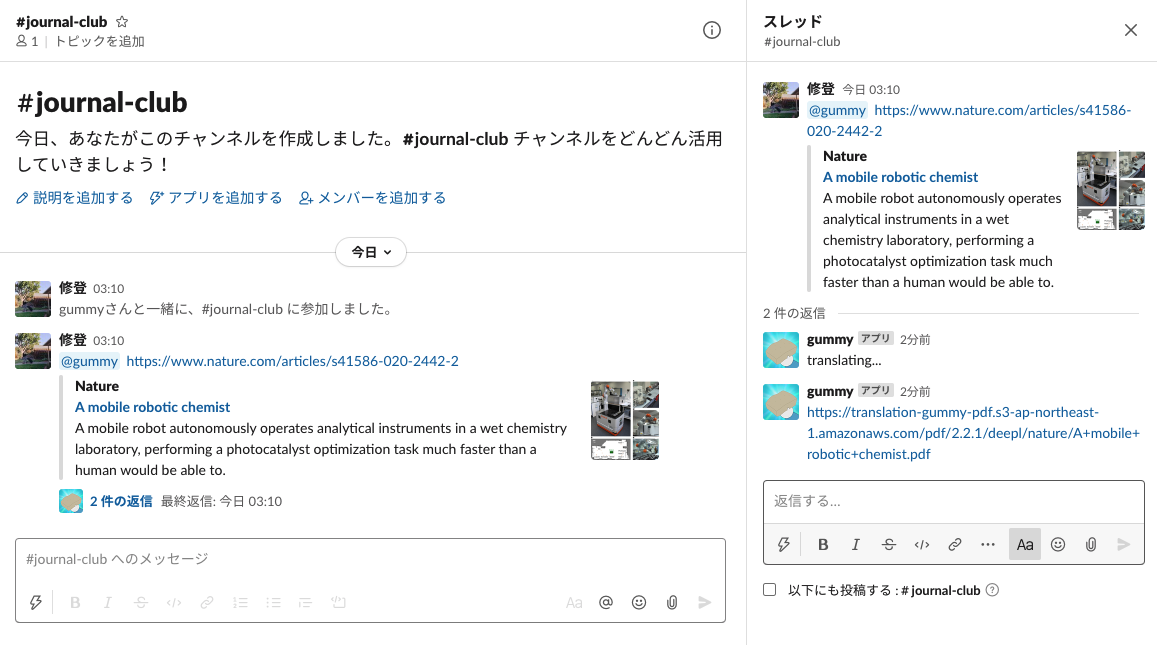 #journal-club
1 | トピックを追加
#journal-club
今日、あなたがこのチャンネルを作成しました。#journal-club チャンネルをどんどん活用
していきましょう！
説明を追加する アプリを追加する メンバーを追加する
今日
修登 03:10
gummyさんと一緒に、#journal-club に参加しました。
修登 03:10
@gummy https://www.nature.com/articles/s41586-020-2442-2
Nature
A mobile robotic chemist
A mobile robot autonomously operates analytical instruments in a wet chemistry
laboratory, performing a photocatalyst optimization task much faster than a
human would be able to.
2 件の返信 最終返信: 今日 03:10
#journal-club へのメッセージ
B I S </> Aa @
スレッド
#journal-club
修登 今日 03:10
@gummy https://www.nature.com/articles/s41586-
020-2442-2
Nature
A mobile robotic chemist
A mobile robot autonomously operates
analytical instruments in a wet
chemistry laboratory, performing a
photocatalyst optimization task much
faster than a human would be able to.
2 件の返信
gummy アプリ 2分前
translating...
gummy アプリ 2分前
https://translation-gummy-pdf.s3-ap-northeast-
1.amazonaws.com/pdf/2.2.1/deepl/nature/A+mobile+
robotic+chemist.pdf
返信する...
B I S </> ... Aa
以下にも投稿する : # journal-club ?